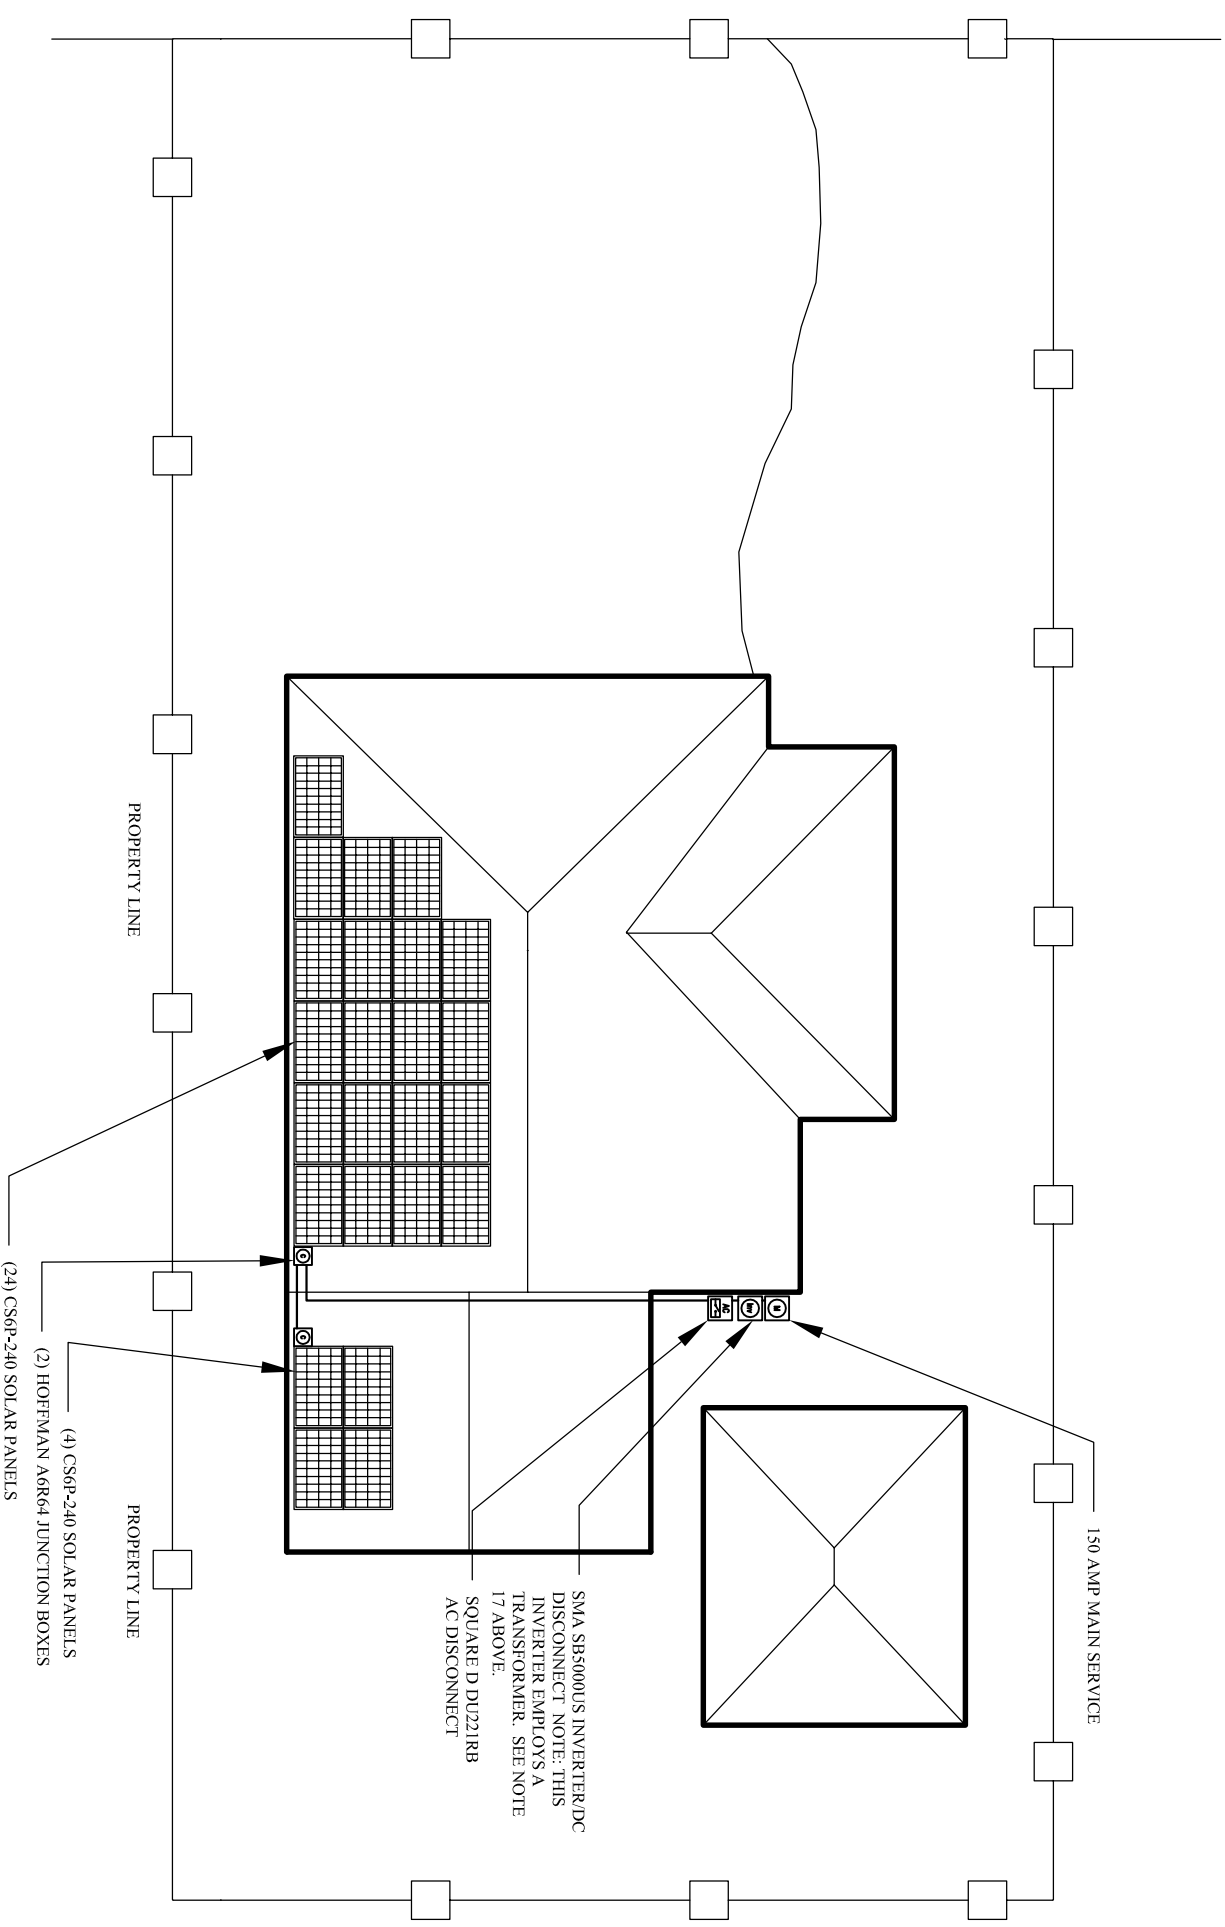 150 AMP MAIN SERVICE
M
Inv
AC
SMA SB5000US INVERTER/DC
DISCONNECT NOTE: THIS
INVERTER EMPLOYS A
TRANSFORMER. SEE NOTE
17 ABOVE.
SQUARE D DU221RB
AC DISCONNECT
C
C
PROPERTY LINE
PROPERTY LINE
(4) CS6P-240 SOLAR PANELS
(2) HOFFMAN A6R64 JUNCTION BOXES
(24) CS6P-240 SOLAR PANELS